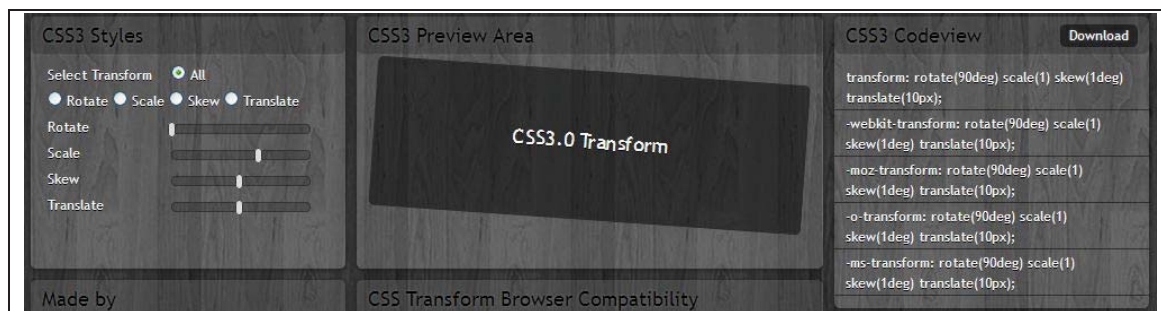 CSS3 Styles
Select Transform All
Rotate Scale Skew Translate
Rotate
Scale
Skew
Translate
Made by
CSS3 Preview Area
CSS3.0 Transform
CSS Transform Browser Compatibility
CSS3 Codeview
Download
transform: rotate(90deg) scale(1) skew(1deg)
translate(10px);
-webkit-transform: rotate(90deg) scale(1)
skew(1deg) translate(10px);
-moz-transform: rotate(90deg) scale(1)
skew(1deg) translate(10px);
-o-transform: rotate(90deg) scale(1)
skew(1deg) translate(10px);
-ms-transform: rotate(90deg) scale(1)
skew(1deg) translate(10px);